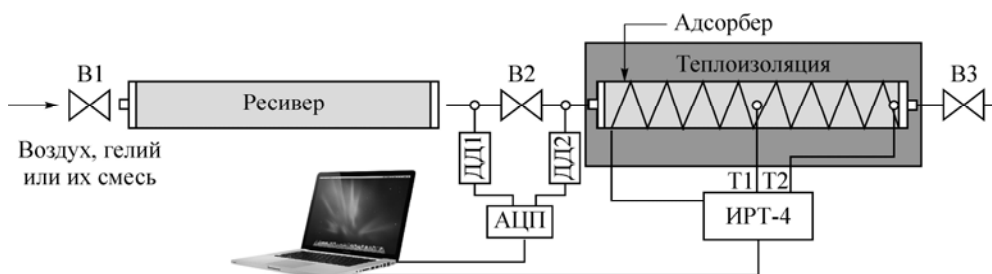 Адсорбер
В1
В2
Теплоизоляция
В3
Ресивер
Воздух, гелий
или их смесь
ДД1
ДД2
Т1 Т2
АЦП
ИРТ-4